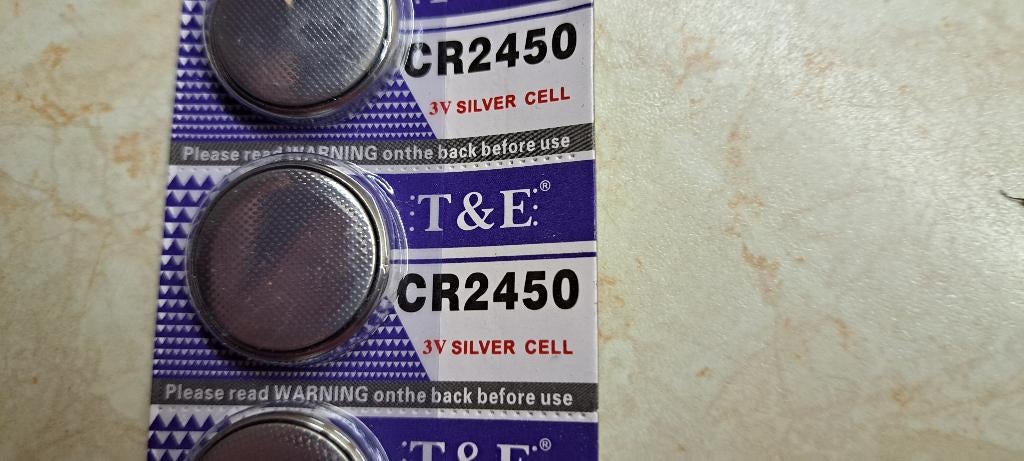 CR2450
3V SILVER CELL
Please read WARNING onthe back before use
T&E®
CR2450
3V SILVER CELL
Please read WARNING onthe back before use
T&E®